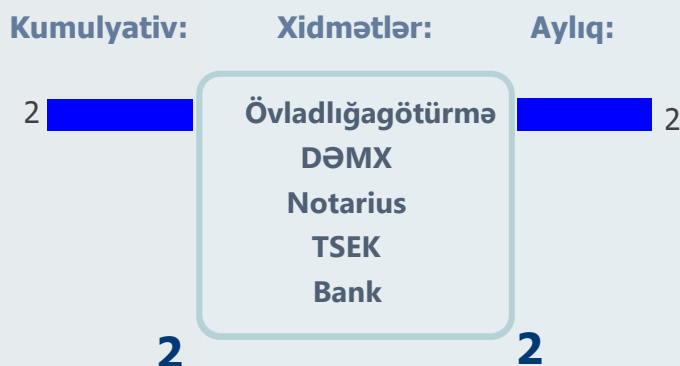 Kumulyativ: Xidmətlər: Aylıq:
2 Övladlığagötürmə 2
DƏMX
Notarius
TSEK
Bank
2 2